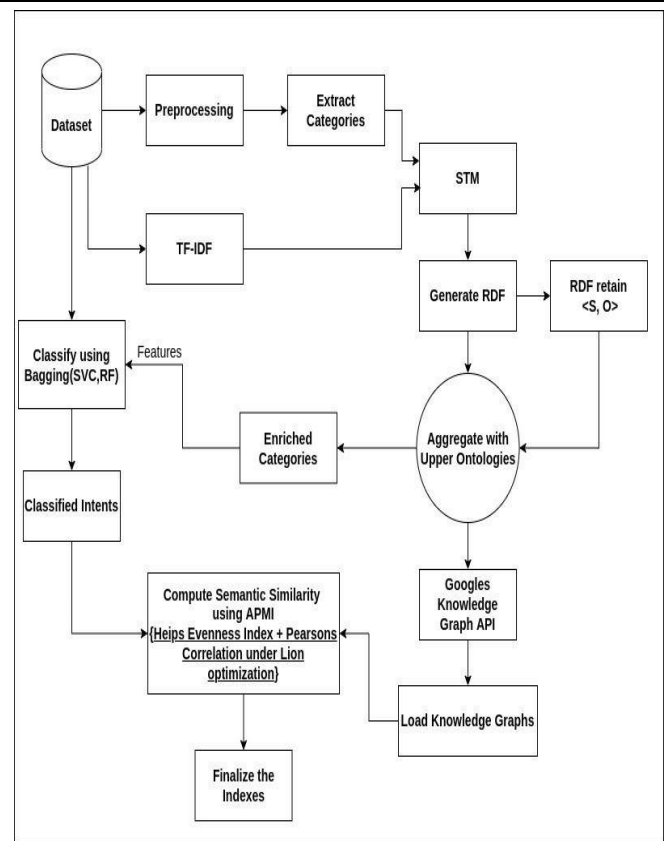 Dataset
Preprocessing
Extract
Categories
STM
TF-IDF
Generate RDF
RDF retain
<S, O>
Classify using
Bagging(SVC,RF)
Features
Enriched
Categories
Aggregate with
Upper Ontologies
Classified Intents
Googles
Knowledge
Graph API
Compute Semantic Similarity
using APMI
{Heips Evenness Index + Pearsons
Correlation under Lion
optimization}
Load Knowledge Graphs
Finalize the
Indexes